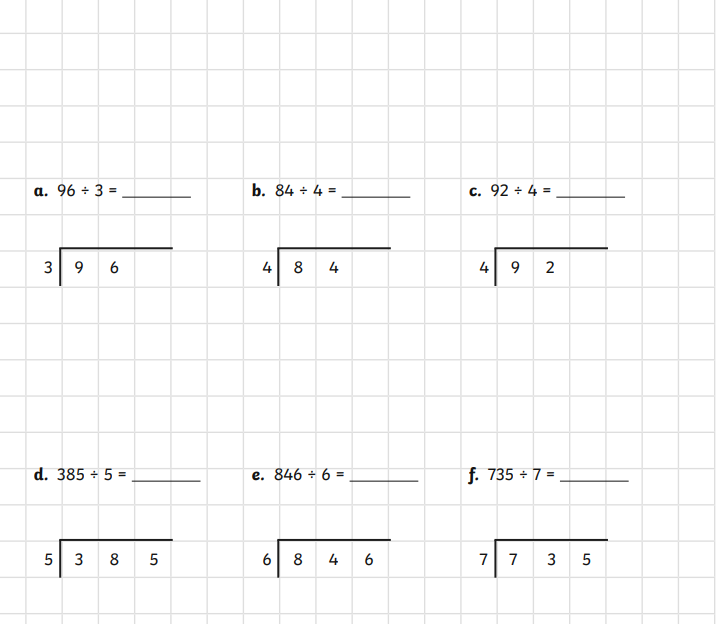 a. 96 ÷ 3 = ________ b. 84 ÷ 4 = ________ c. 92 ÷ 4 = ________
3 9 6 4 8 4 4 9 2
d. 385 ÷ 5 = ________ e. 846 ÷ 6 = ________ f. 735 ÷ 7 = ________
5 3 8 5 6 8 4 6 7 7 3 5